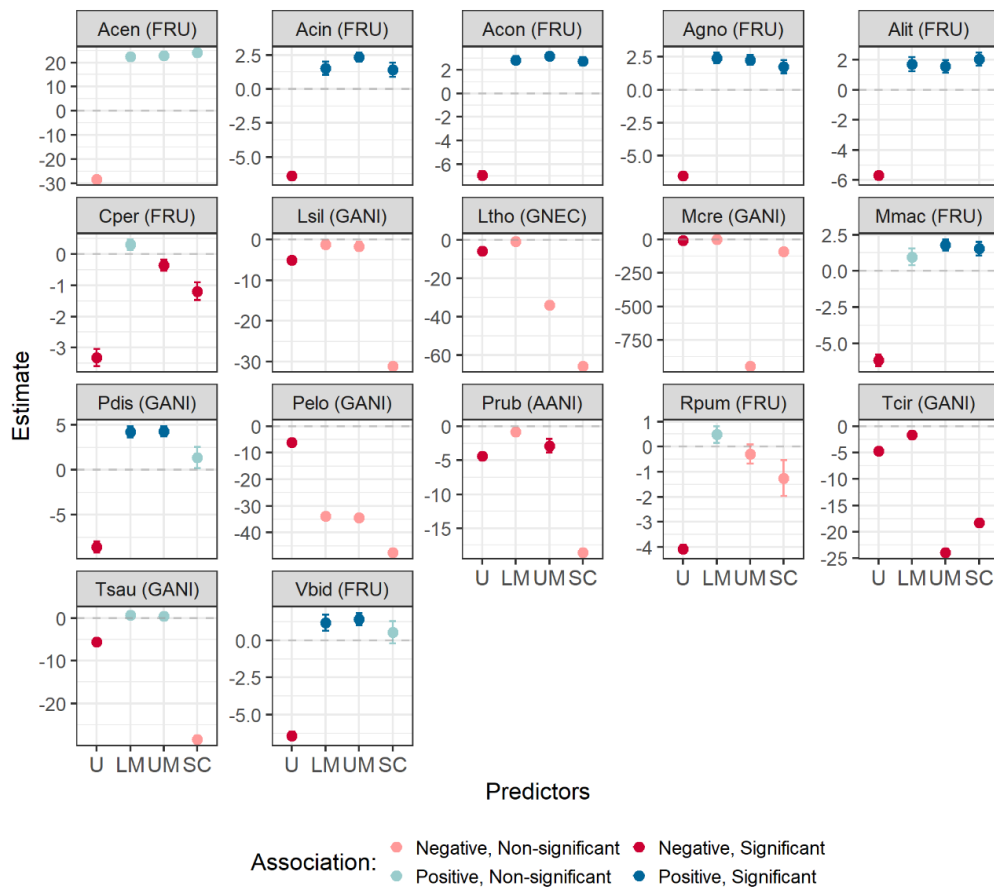 Acen (FRU) Acin (FRU) Acon (FRU) Agno (FRU) Alit (FRU)
20 10 0 -10 -20 -30
2.5 0.0 -5.0
2 0 -2 -4 -6
2.5 0.0 -5.0
2 0 -2 -4 -6
Cper (FRU) Lsil (GANI) Ltho (GNEC) Mcre (GANI) Mmac (FRU)
0 -1 -2 -3
0 -10 -20 -30
0 -20 -40 -60
0 -250 -500 -750
2.5 0.0 -5.0
Estimate
Pdis (GANI) Pelo (GANI) Prub (AANI) Rpum (FRU) Tcir (GANI)
5 0 -5
0 -10 -20 -30 -40
0 -5 -10 -15
1 0 -1 -2 -3 -4
0 -5 -10 -15 -20 -25
U LM UM SC U LM UM SC U LM UM SC
Tsau (GANI) Vbid (FRU)
0 -10 -20
0.0 -2.5 -5.0
U LM UM SC U LM UM SC
Predictors
Association:
Negative, Non-significant Negative, Significant
Positive, Non-significant Positive, Significant